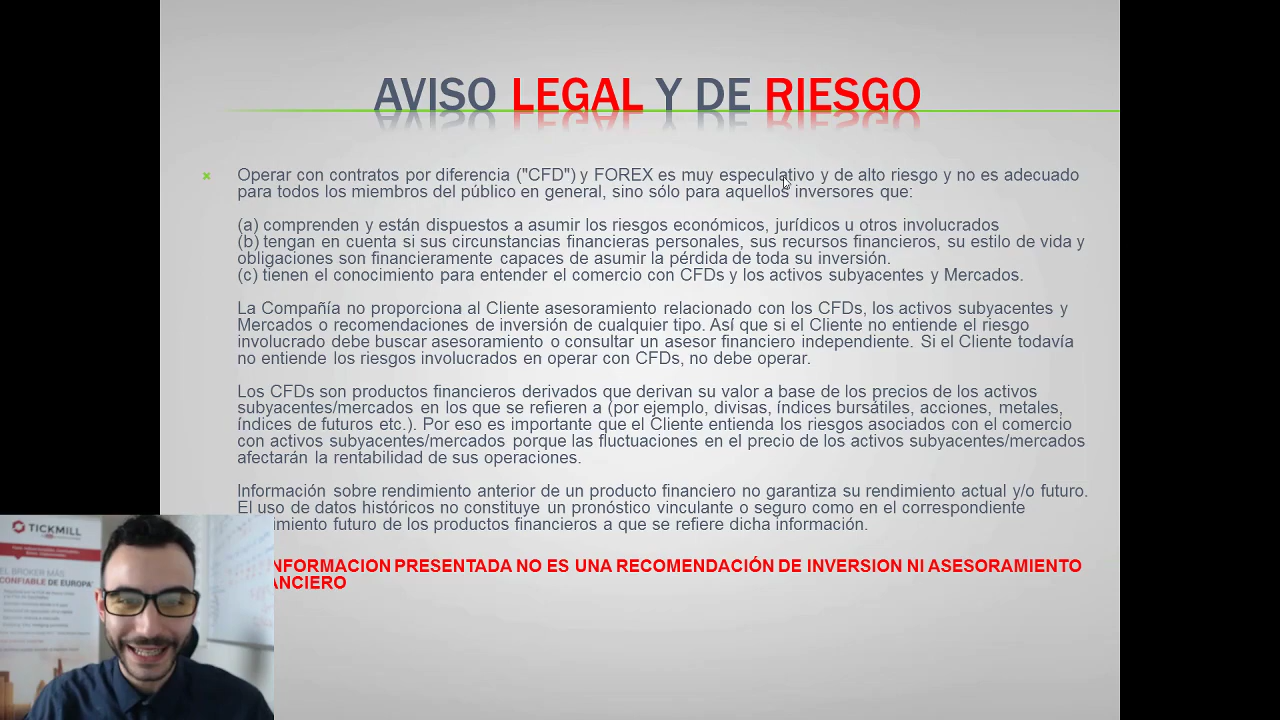 AVISO LEGAL Y DE RIESGO
Operar con contratos por diferencia ("CFD") y FOREX es muy especulativo y de alto riesgo y no es adecuado
para todos los miembros del público en general, sino sólo para aquellos inversores que:
(a) comprenden y están dispuestos a asumir los riesgos económicos, jurídicos u otros involucrados
(b) tengan en cuenta si sus circunstancias financieras personales, sus recursos financieros, su estilo de vida y
obligaciones son financieramente capaces de asumir la pérdida de toda su inversión.
(c) tienen el conocimiento para entender el comercio con CFDs y los activos subyacentes y Mercados.
La Compañía no proporciona al Cliente asesoramiento relacionado con los CFDs, los activos subyacentes y
Mercados o recomendaciones de inversión de cualquier tipo. Así que si el Cliente no entiende el riesgo
involucrado debe buscar asesoramiento o consultar un asesor financiero independiente. Si el Cliente todavía
no entiende los riesgos involucrados en operar con CFDs, no debe operar.
Los CFDs son productos financieros derivados que derivan su valor a base de los precios de los activos
subyacentes/mercados en los que se refieren a (por ejemplo, divisas, índices bursátiles, acciones, metales,
índices de futuros etc.). Por eso es importante que el Cliente entienda los riesgos asociados con el comercio
con activos subyacentes/mercados porque las fluctuaciones en el precio de los activos subyacentes/mercados
afectarán la rentabilidad de sus operaciones.
Información sobre rendimiento anterior de un producto financiero no garantiza su rendimiento actual y/o futuro.
El uso de datos históricos no constituye un pronóstico vinculante o seguro como en el correspondiente
imiento futuro de los productos financieros a que se refiere dicha información.
NFORMACION PRESENTADA NO ES UNA RECOMENDACIÓN DE INVERSION NI ASESORAMIENTO
ANCIERO
TICKMILL
EL BROKER MÁS
CONFIABLE DE EUROPA